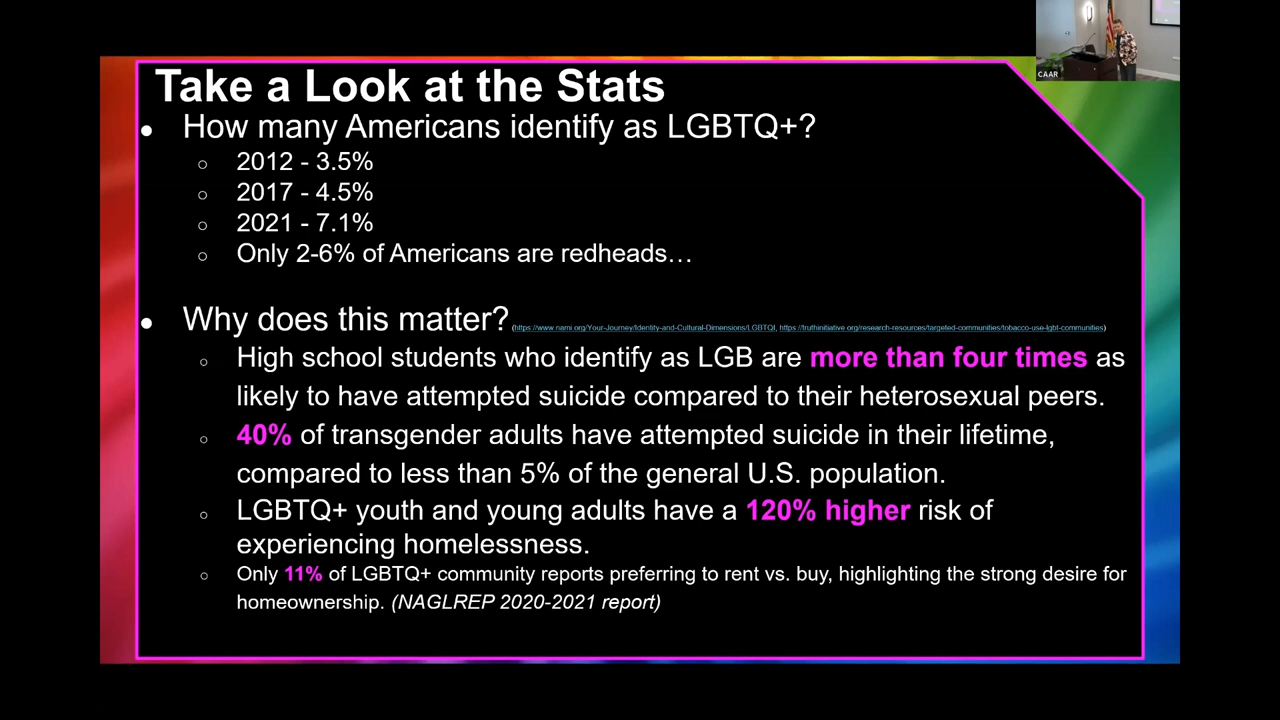 CAAR
Take a Look at the Stats
● How many Americans identify as LGBTQ+?
○ 2012 - 3.5%
○ 2017 - 4.5%
○ 2021 - 7.1%
○ Only 2-6% of Americans are redheads…
● Why does this matter? (https://www.nami.org/Your-Journey/Identity-and-Cultural-Dimensions/LGBTQI, https://truthinitiative.org/research-resources/targeted-communities/tobacco-use-lgbt-communities)
○ High school students who identify as LGB are more than four times as
likely to have attempted suicide compared to their heterosexual peers.
○ 40% of transgender adults have attempted suicide in their lifetime,
compared to less than 5% of the general U.S. population.
○ LGBTQ+ youth and young adults have a 120% higher risk of
experiencing homelessness.
○ Only 11% of LGBTQ+ community reports preferring to rent vs. buy, highlighting the strong desire for
homeownership. (NAGLREP 2020-2021 report)